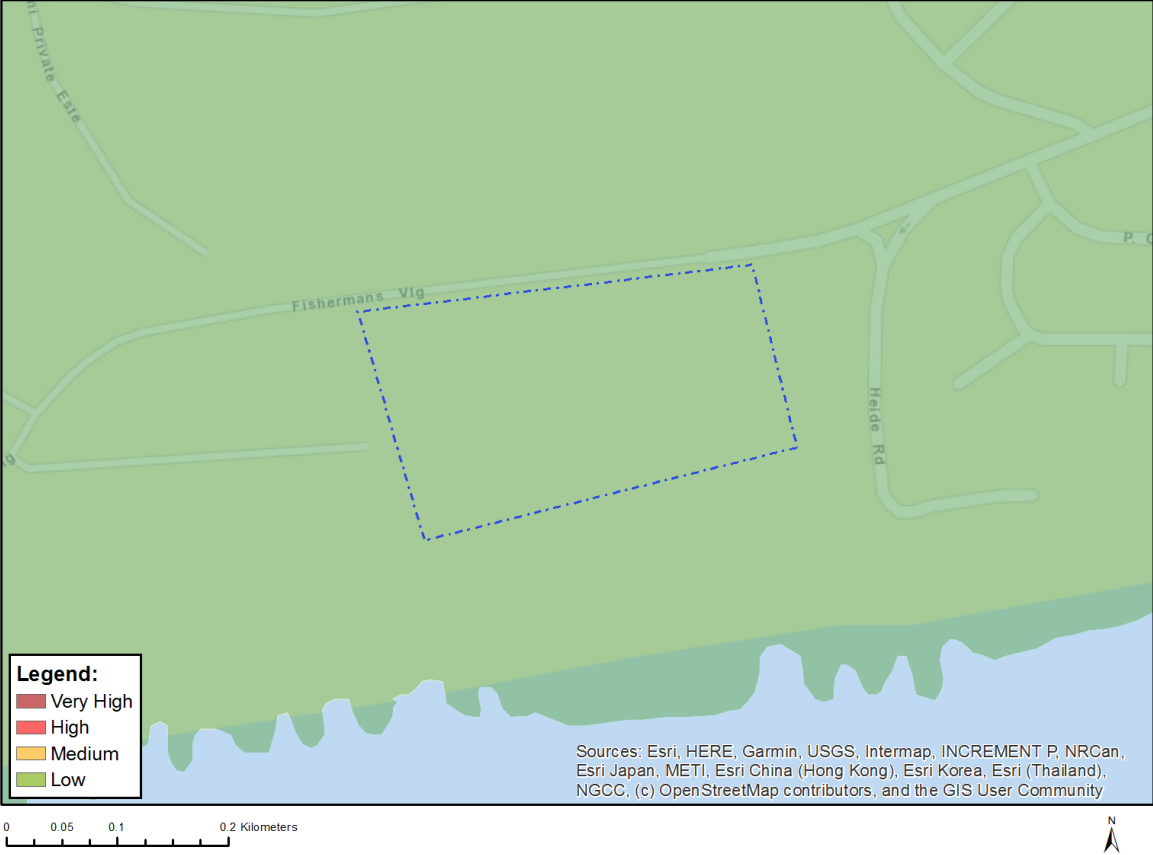 ni Private Este
Fishermans Vlg
Heide Rd
Legend:
Very High
High
Medium
Low
Sources: Esri, HERE, Garmin, USGS, Intermap, INCREMENT P, NRCan,
Esri Japan, METI, Esri China (Hong Kong), Esri Korea, Esri (Thailand),
NGCC, (c) OpenStreetMap contributors, and the GIS User Community
0 0.05 0.1 0.2 Kilometers
N